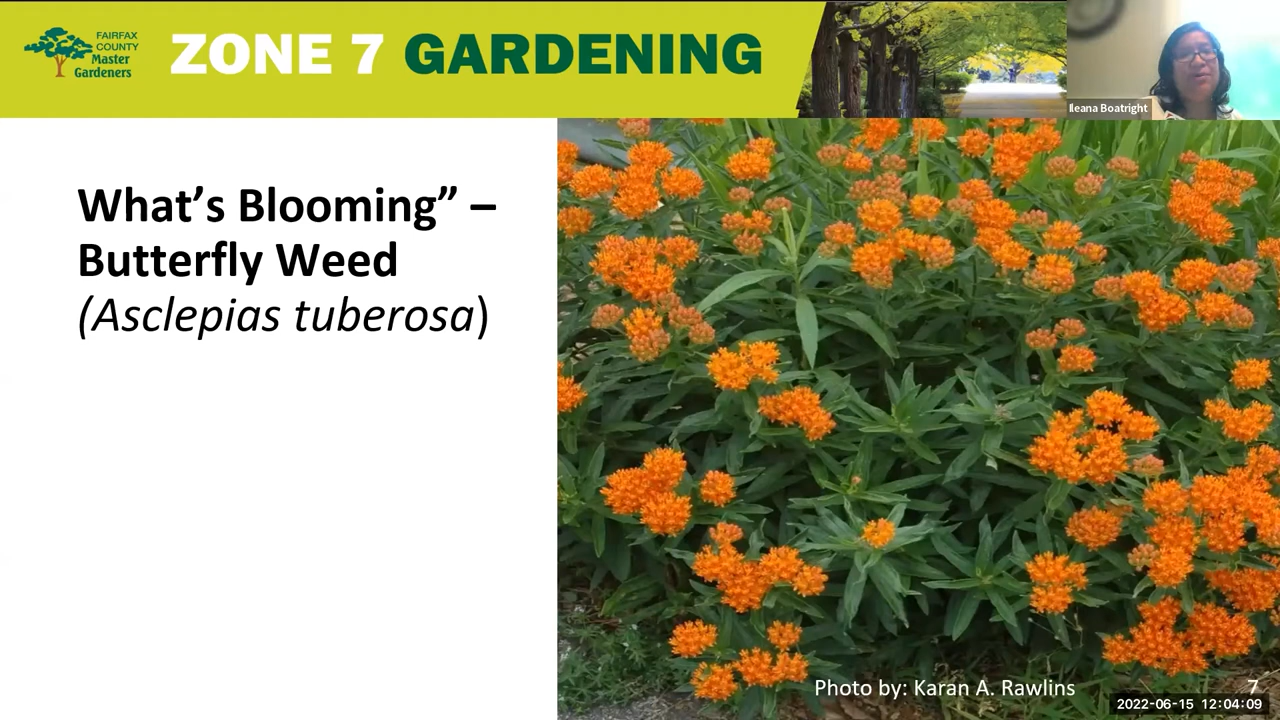 FAIRFAX
COUNTY
Master
Gardeners
ZONE 7 GARDENING
Ileana Boatright
What’s Blooming” –
Butterfly Weed
(Asclepias tuberosa)
Photo by: Karan A. Rawlins
7
2022-06-15 12:04:09